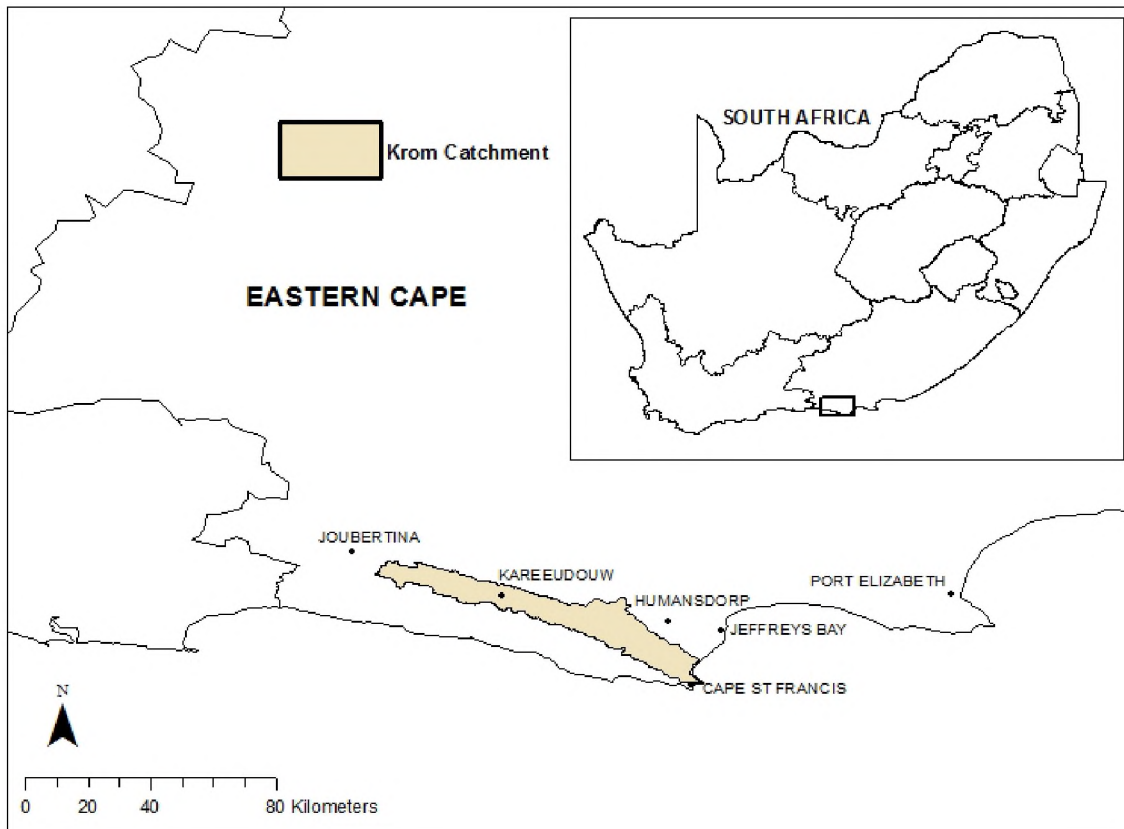 SOUTH AFRICA
Krom Catchment
EASTERN CAPE
JOUBERTINA
KAREEUDOUW
HUMANSDORP
PORT ELIZABETH
JEFFREYS BAY
CAPE ST FRANCIS
N
0 20 40 80 Kilometers